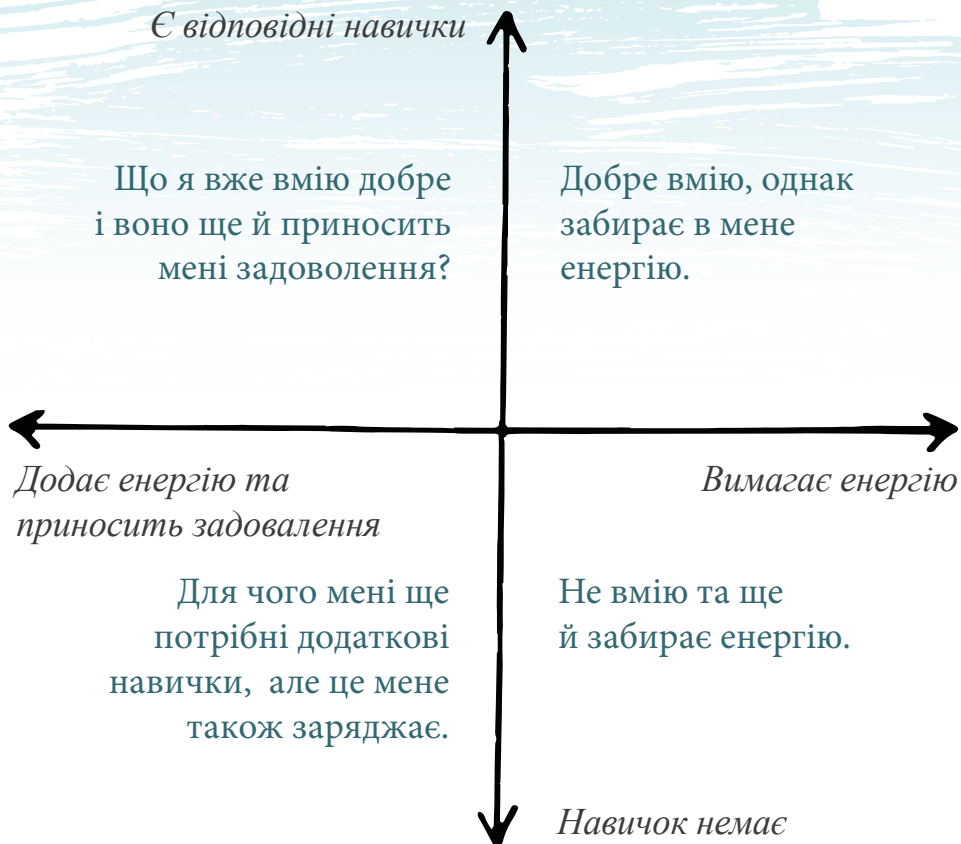 Є відповідні навички
Що я вже вмію добре
і воно ще й приносить
мені задоволення?
Добре вмію, однак
забирає в мене
енергію.
Додає енергію та
приносить задовалення
Вимагає енергію
Для чого мені ще
потрібні додаткові
навички,  але це мене
також заряджає.
Не вмію та ще
й забирає енергію.
Навичок немає